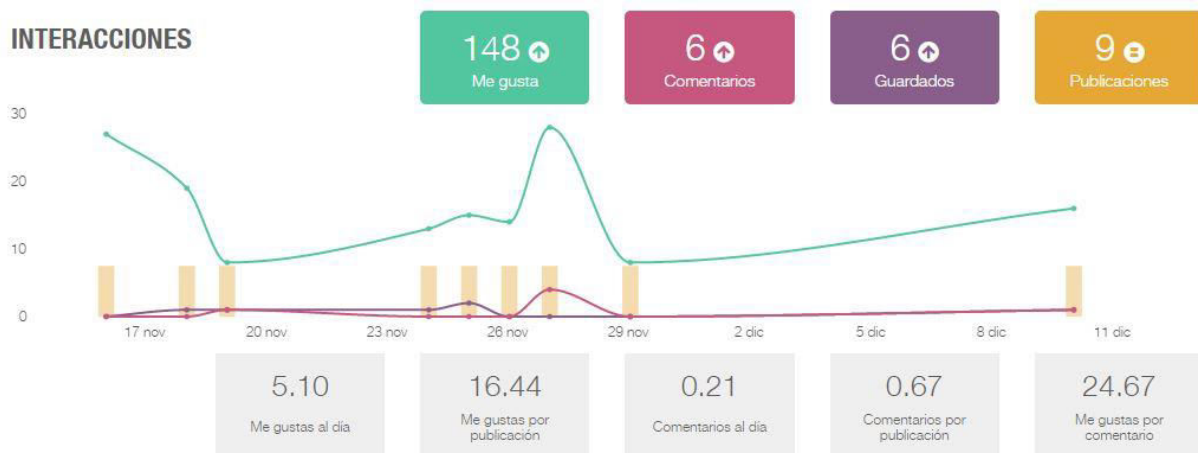 INTERACCIONES
148
Me gusta
6
Comentarios
6
Guardados
9
Publicaciones
30
20
10
0
17 nov
20 nov
23 nov
26 nov
29 nov
2 dic
5 dic
8 dic
11 dic
5.10
Me gustas al día
16.44
Me gustas por
publicación
0.21
Comentarios al día
0.67
Comentarios por
publicación
24.67
Me gustas por
comentario